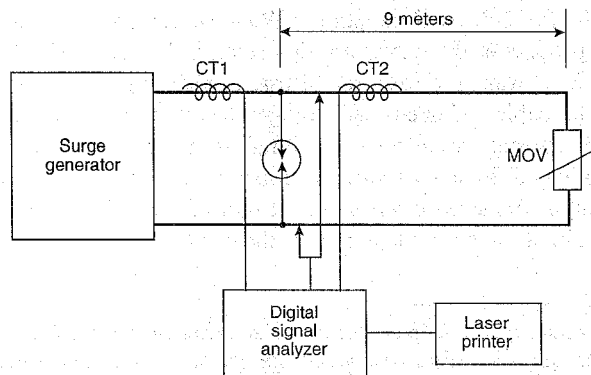 9 meters
CT1
CT2
Surge
generator
MOV
Digital
signal
analyzer
Laser
printer